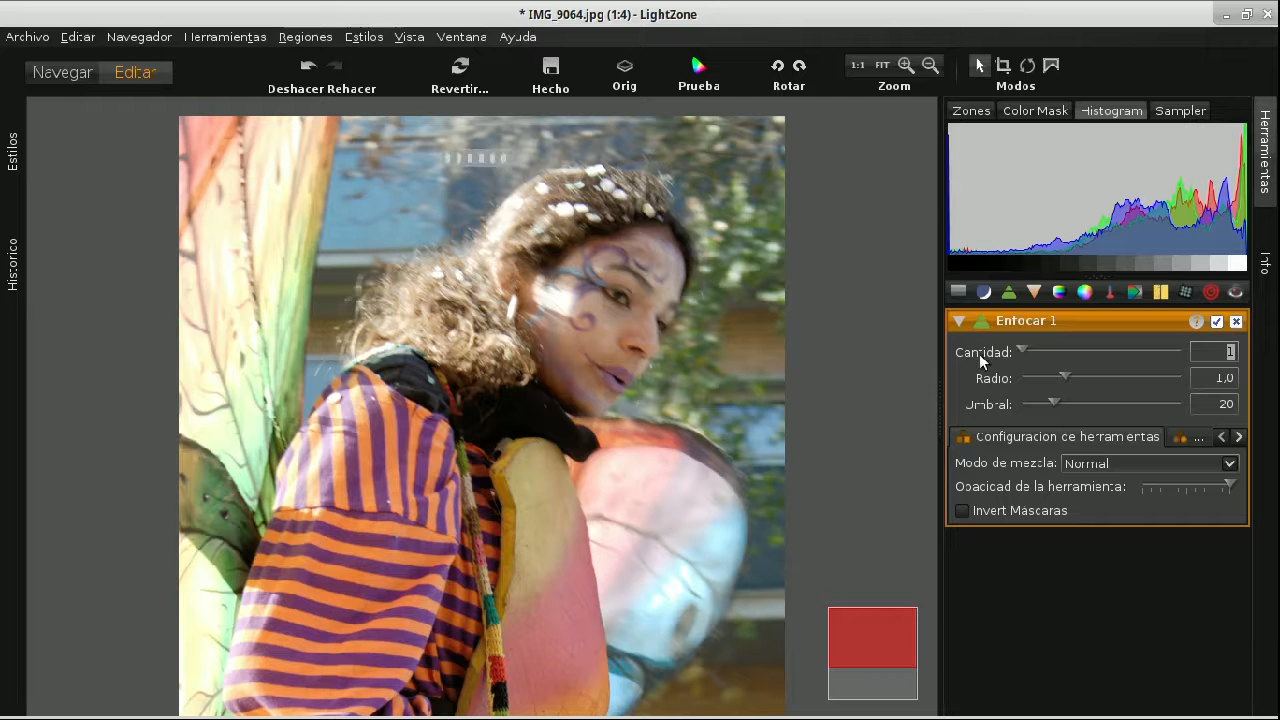 * IMG_9064.jpg (1:4) - LightZone
Archivo Editar Navegador Herramientas Regiones Estilos Vista Ventana Ayuda
Navegar Editar
Deshacer Rehacer Revertir... Hecho Orig Prueba Rotar 1:1 FIT Zoom Modos
Zones Color Mask Histogram Sampler
Estilos
Historico
Herramientas
Info
Enfocar 1
Cantidad: 1
Radio: 1,0
Umbral: 20
Configuracion de herramientas ...
Modo de mezcla: Normal
Opacidad de la herramienta:
Invert Mascaras